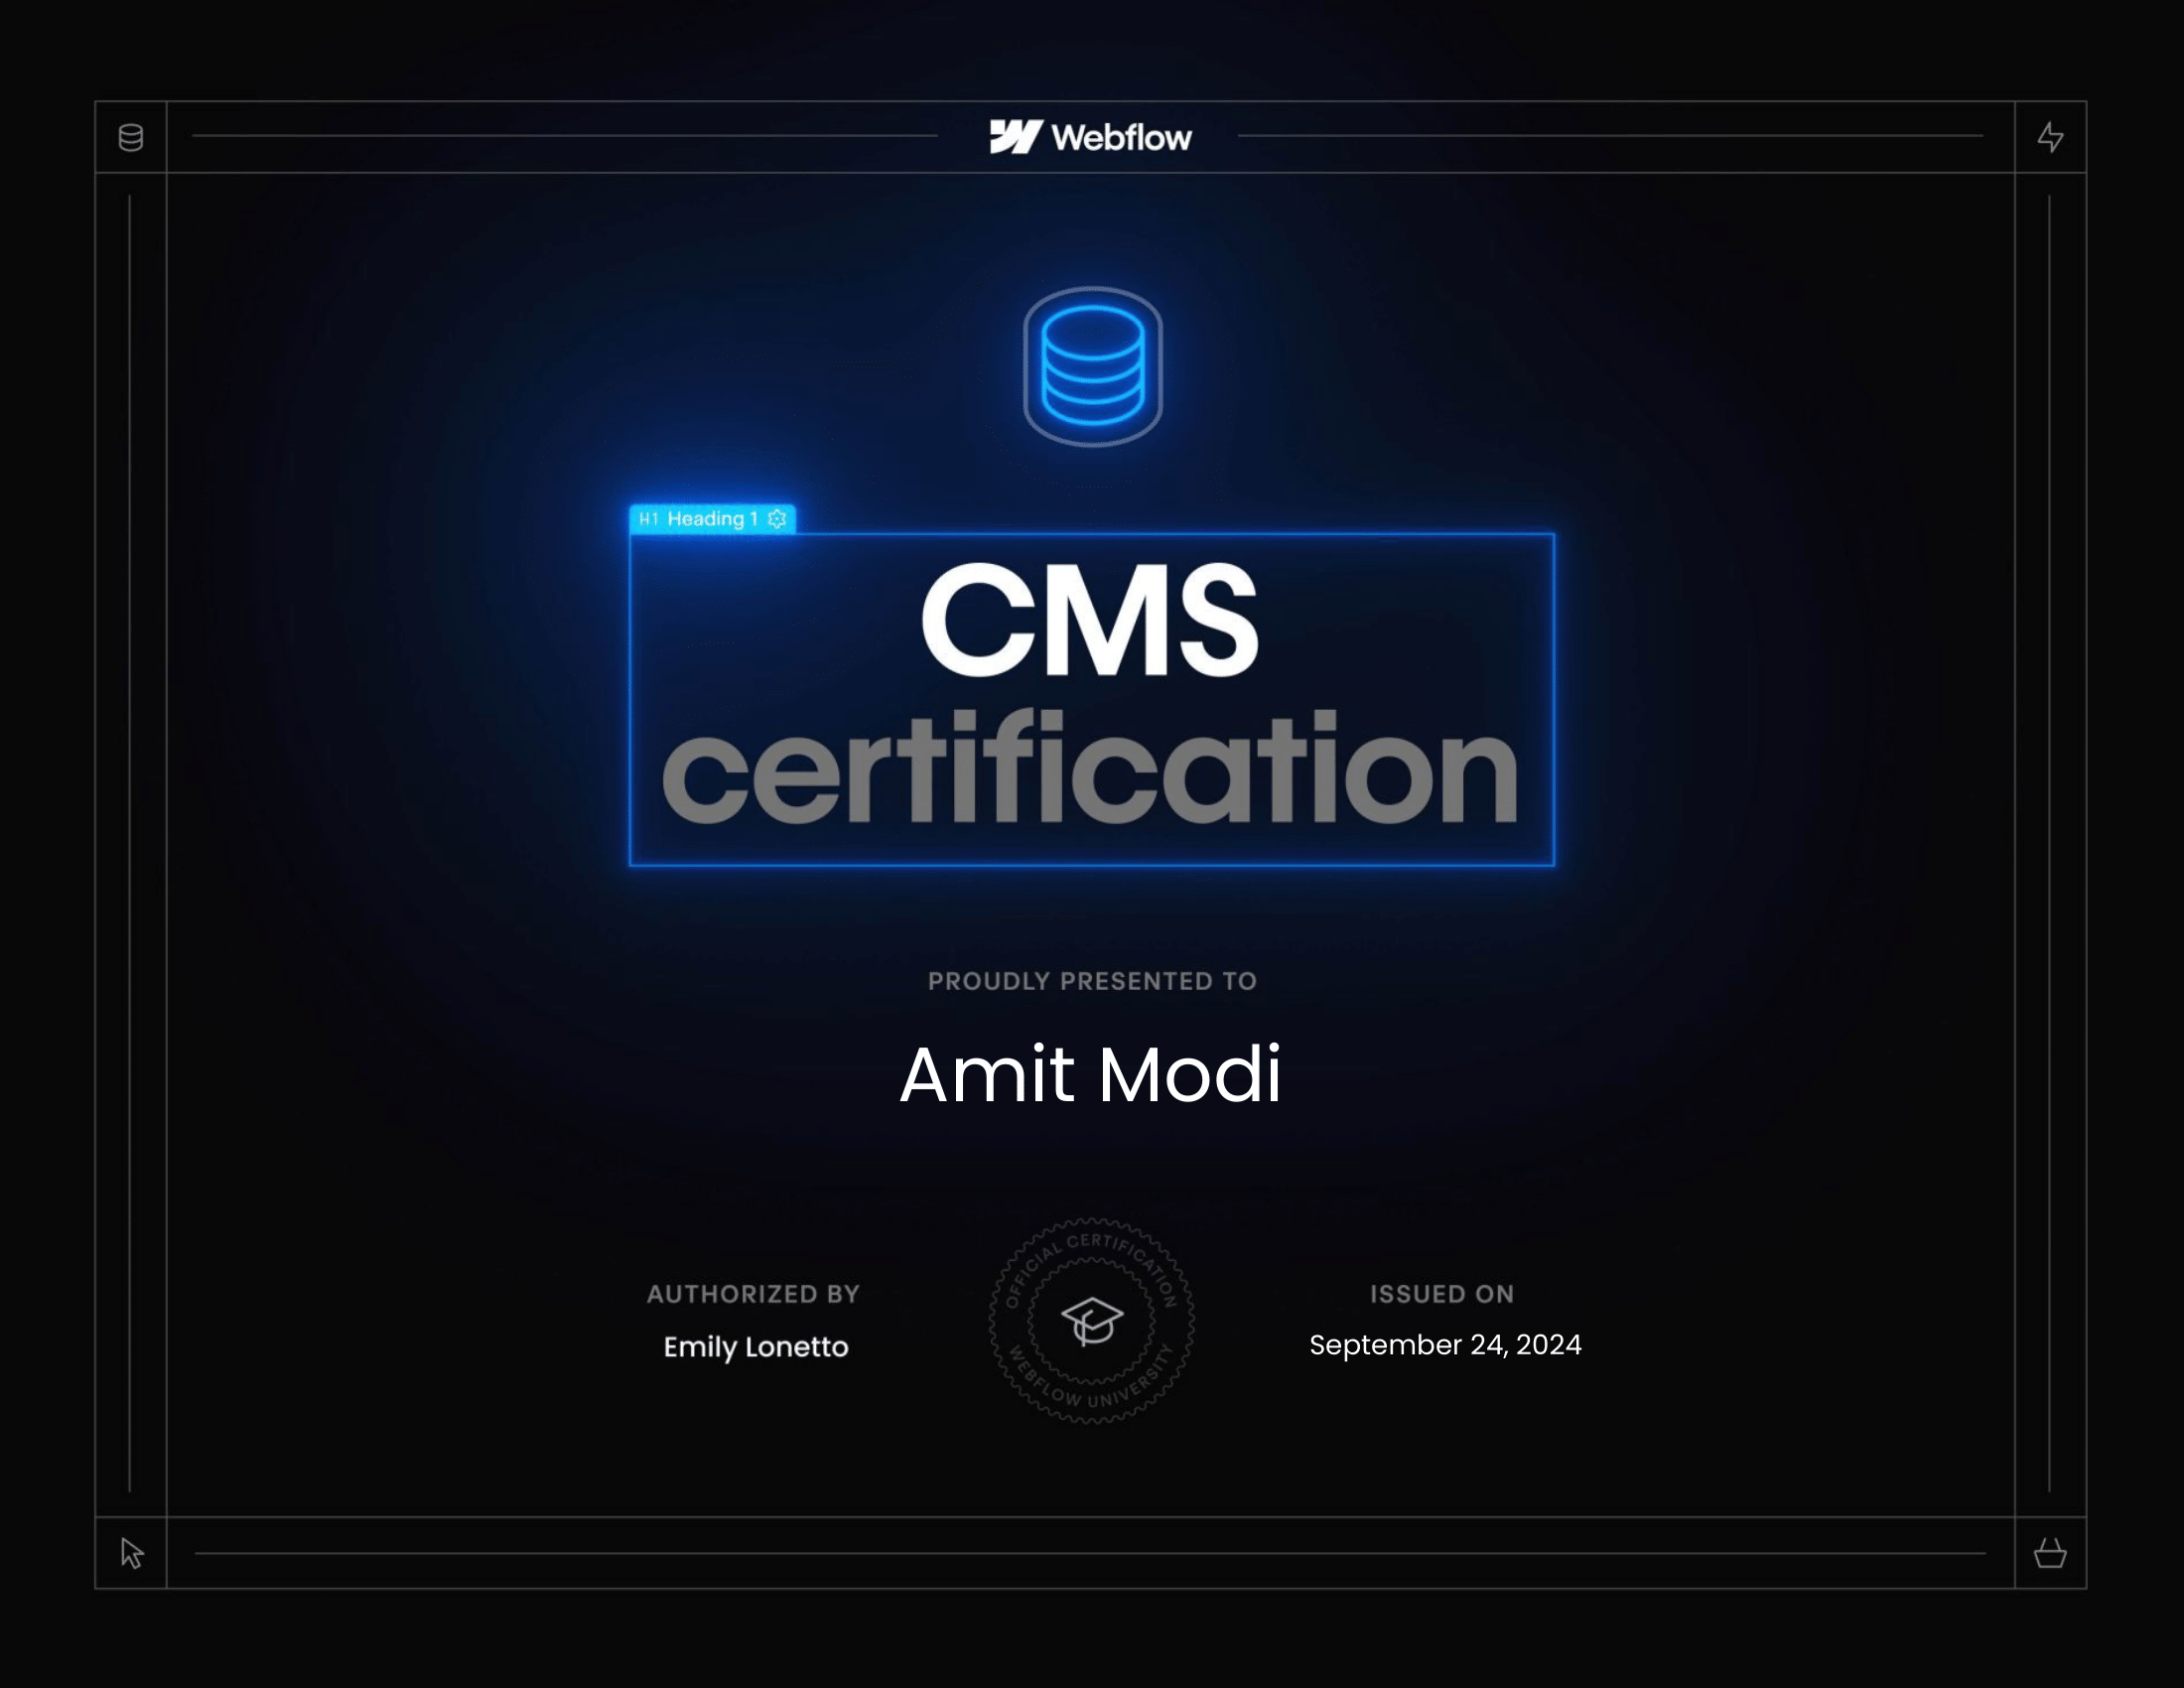 Webflow
H1 Heading 1
CMS
certification
PROUDLY PRESENTED TO
Amit Modi
OFFICIAL CERTIFICATION
WEBFLOW UNIVERSITY
AUTHORIZED BY
Emily Lonetto
ISSUED ON
September 24, 2024